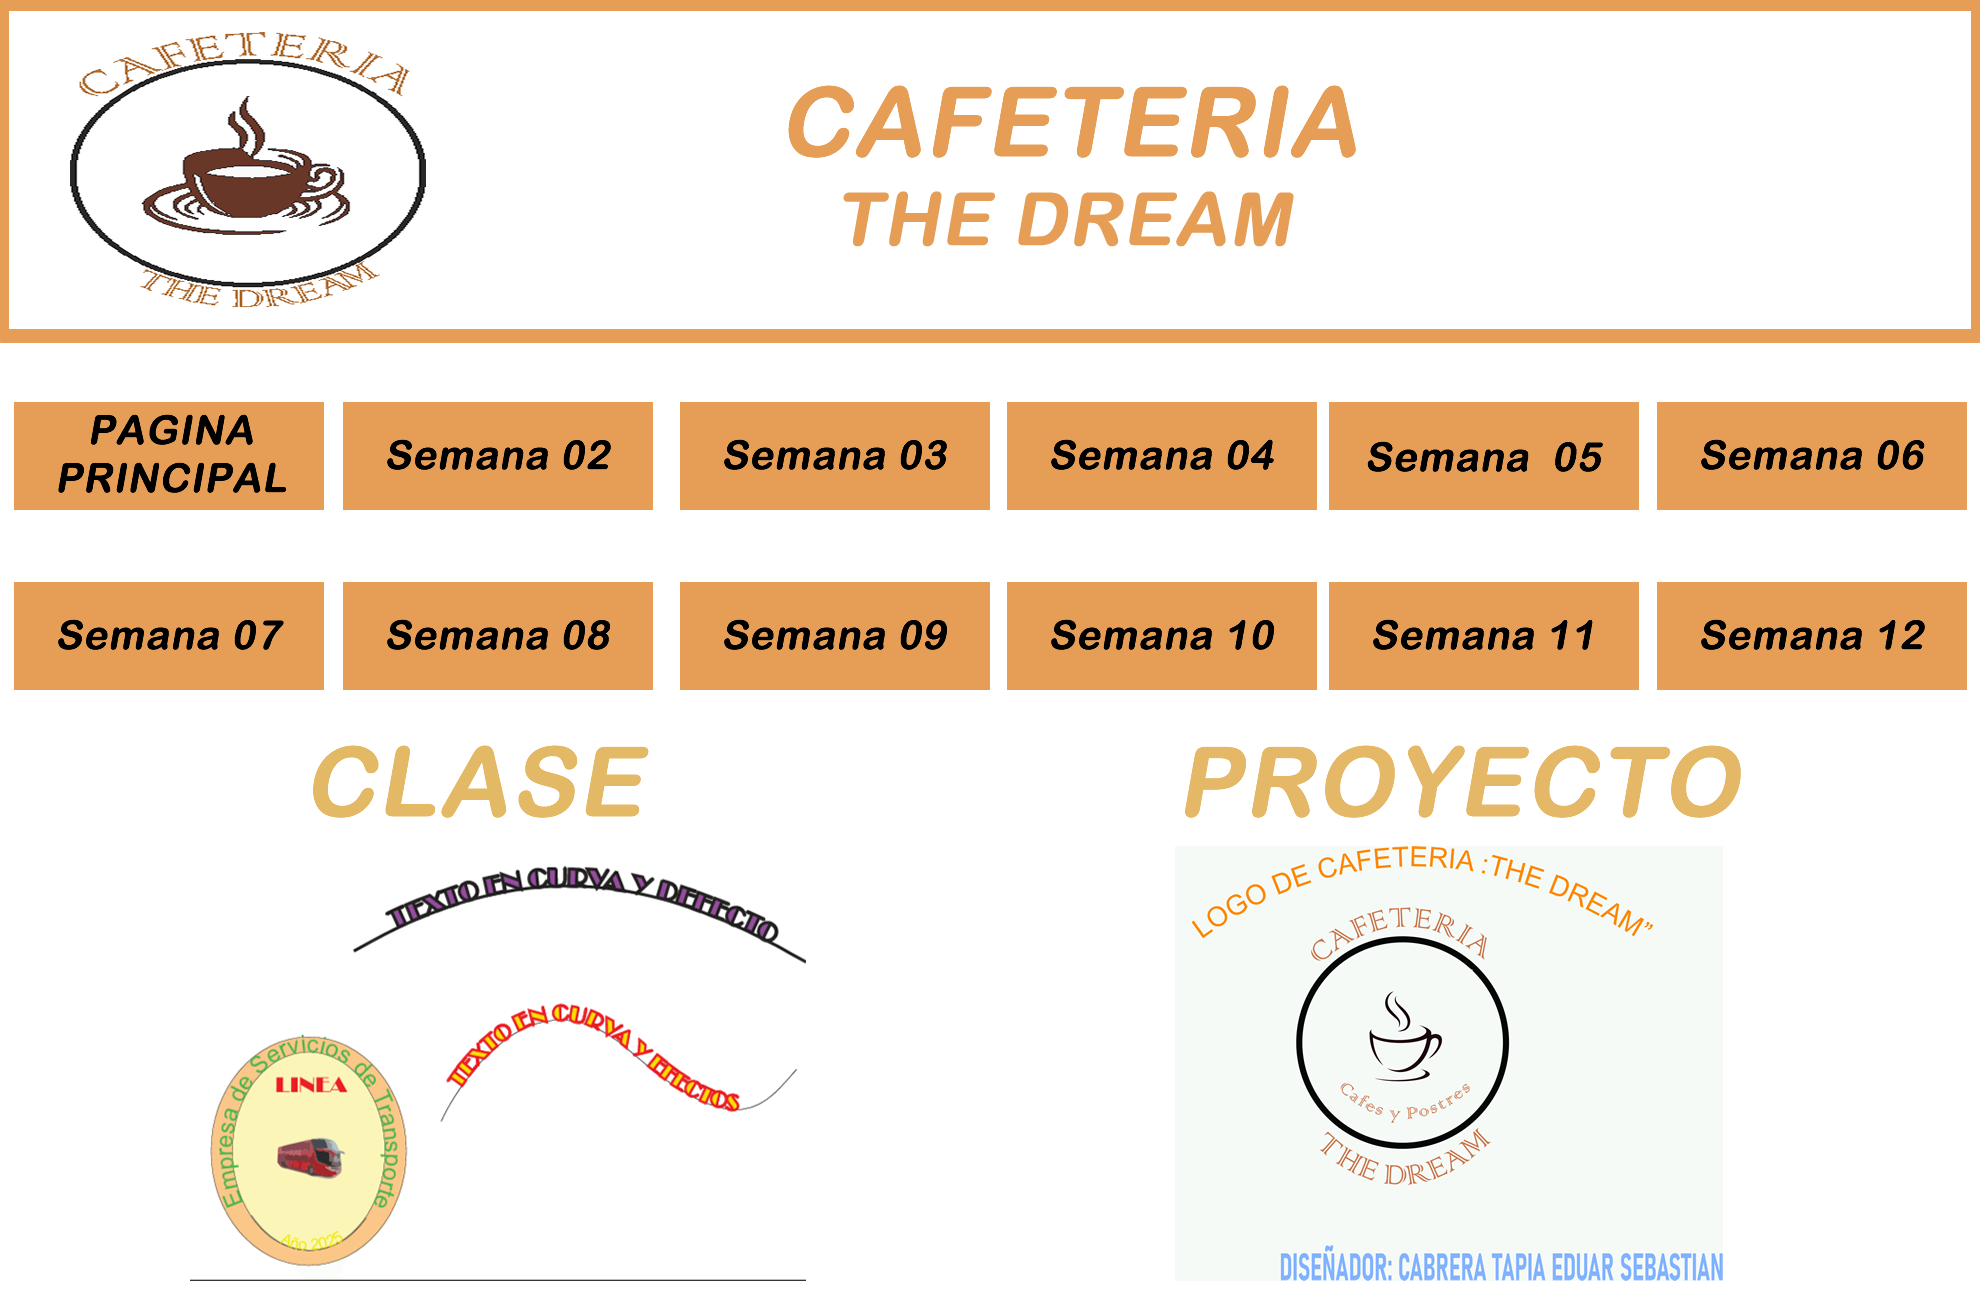 CAFETERIA
THE DREAM
CAFETERIA
THE DREAM
PAGINA
PRINCIPAL
Semana 02
Semana 03
Semana 04
Semana  05
Semana 06
Semana 07
Semana 08
Semana 09
Semana 10
Semana 11
Semana 12
CLASE
PROYECTO
TEXTO EN CURVA Y DEFECTO
TEXTO EN CURVA Y EFECTOS
Empresa de Servicios de Transporte
LINEA
Año 2025
LOGO DE CAFETERIA :THE DREAM”
CAFETERIA
Cafes y Postres
THE DREAM
DISEÑADOR: CABRERA TAPIA EDUAR SEBASTIAN